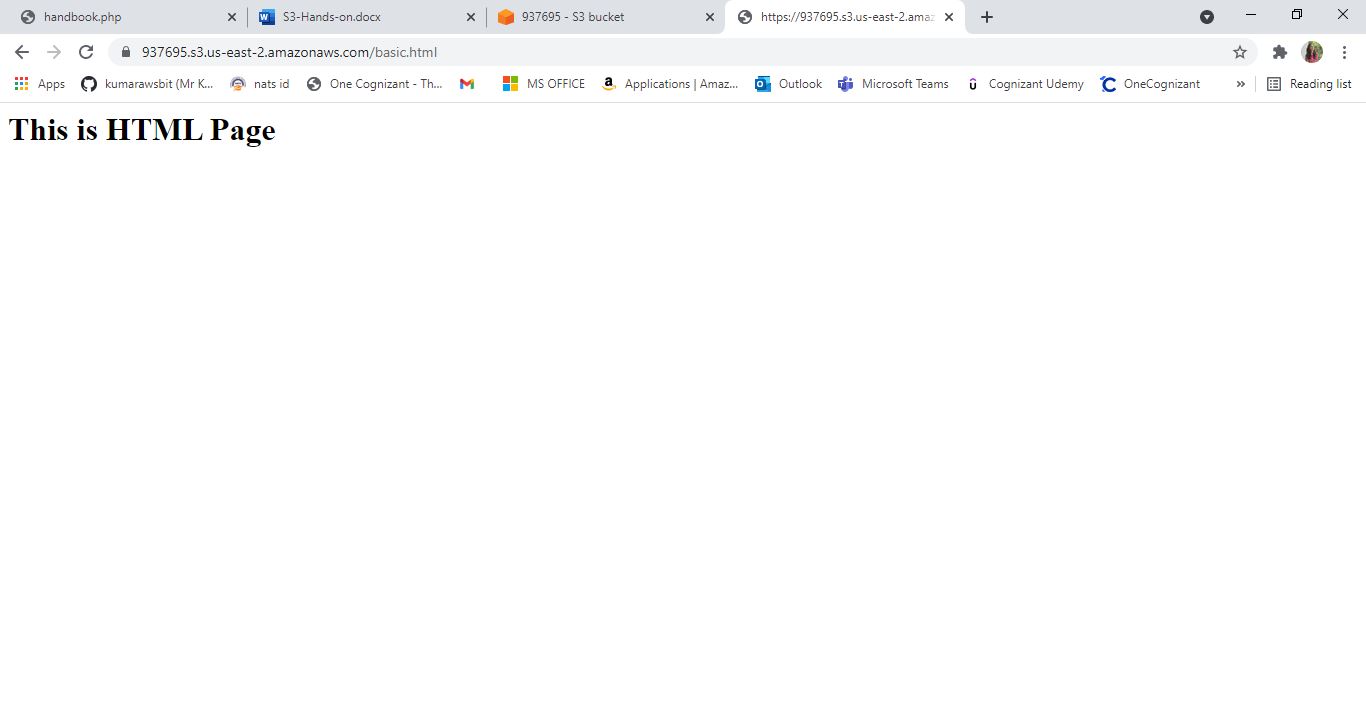 handbook.php
S3-Hands-on.docx
937695 - S3 bucket
https://937695.s3.us-east-2.amaz
937695.s3.us-east-2.amazonaws.com/basic.html
Apps kumarawsbit (Mr K... nats id One Cognizant - Th... MS OFFICE Applications | Amaz... Outlook Microsoft Teams Cognizant Udemy OneCognizant » Reading list
This is HTML Page